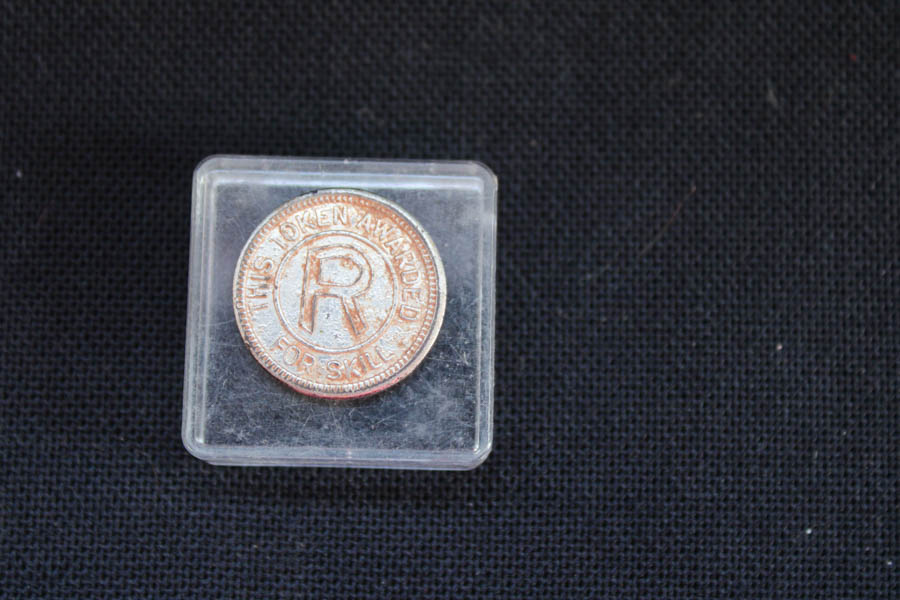 THIS TOKEN AWARDED
R
FOR SKILL